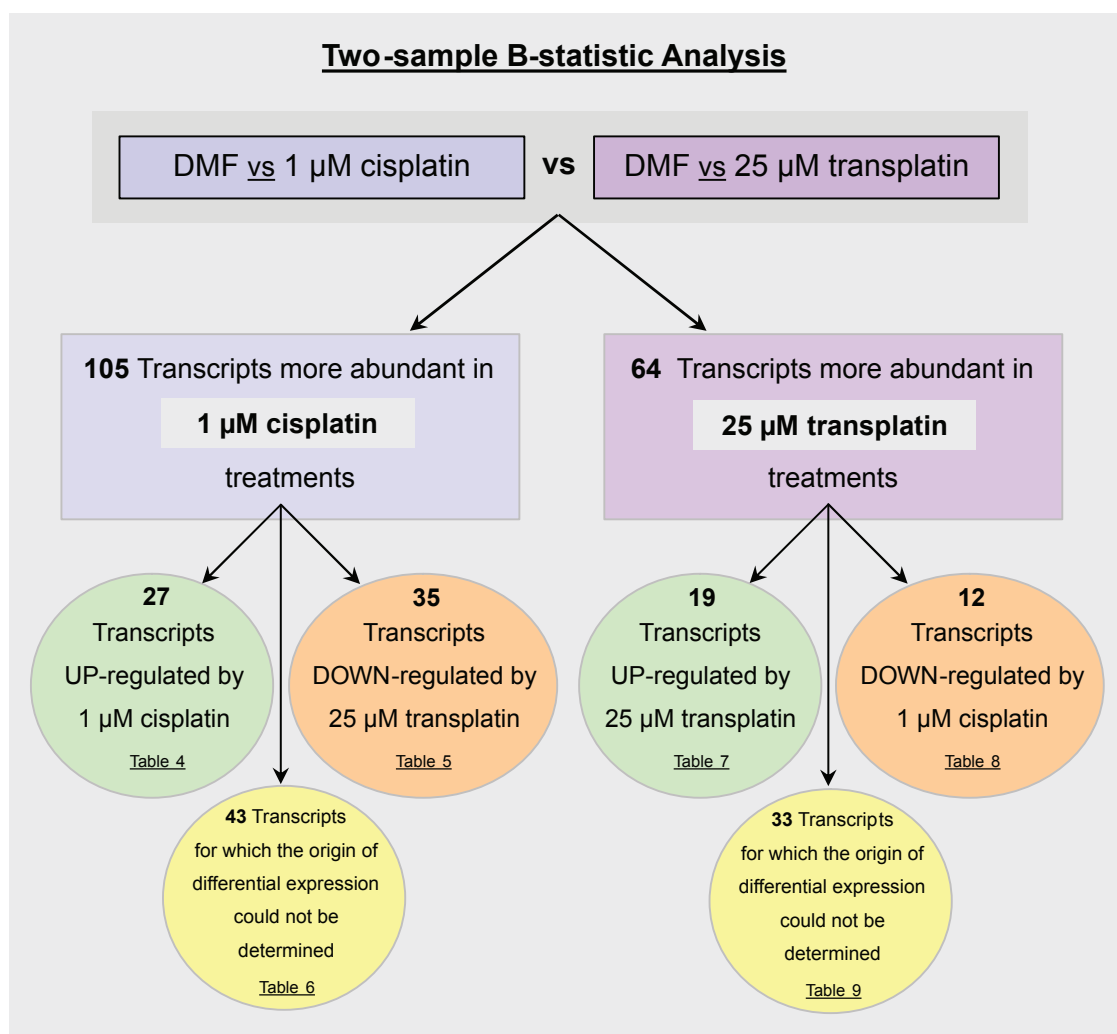 Two-sample B-statistic Analysis
DMF vs 1 µM cisplatin
vs
DMF vs 25 µM transplatin
105 Transcripts more abundant in
1 µM cisplatin
treatments
64 Transcripts more abundant in
25 µM transplatin
treatments
27
Transcripts
UP-regulated by
1 µM cisplatin
Table 4
35
Transcripts
DOWN-regulated by
25 µM transplatin
Table 5
43 Transcripts
for which the origin of
differential expression
could not be
determined
Table 6
19
Transcripts
UP-regulated by
25 µM transplatin
Table 7
12
Transcripts
DOWN-regulated by
1 µM cisplatin
Table 8
33 Transcripts
for which the origin of
differential expression
could not be
determined
Table 9